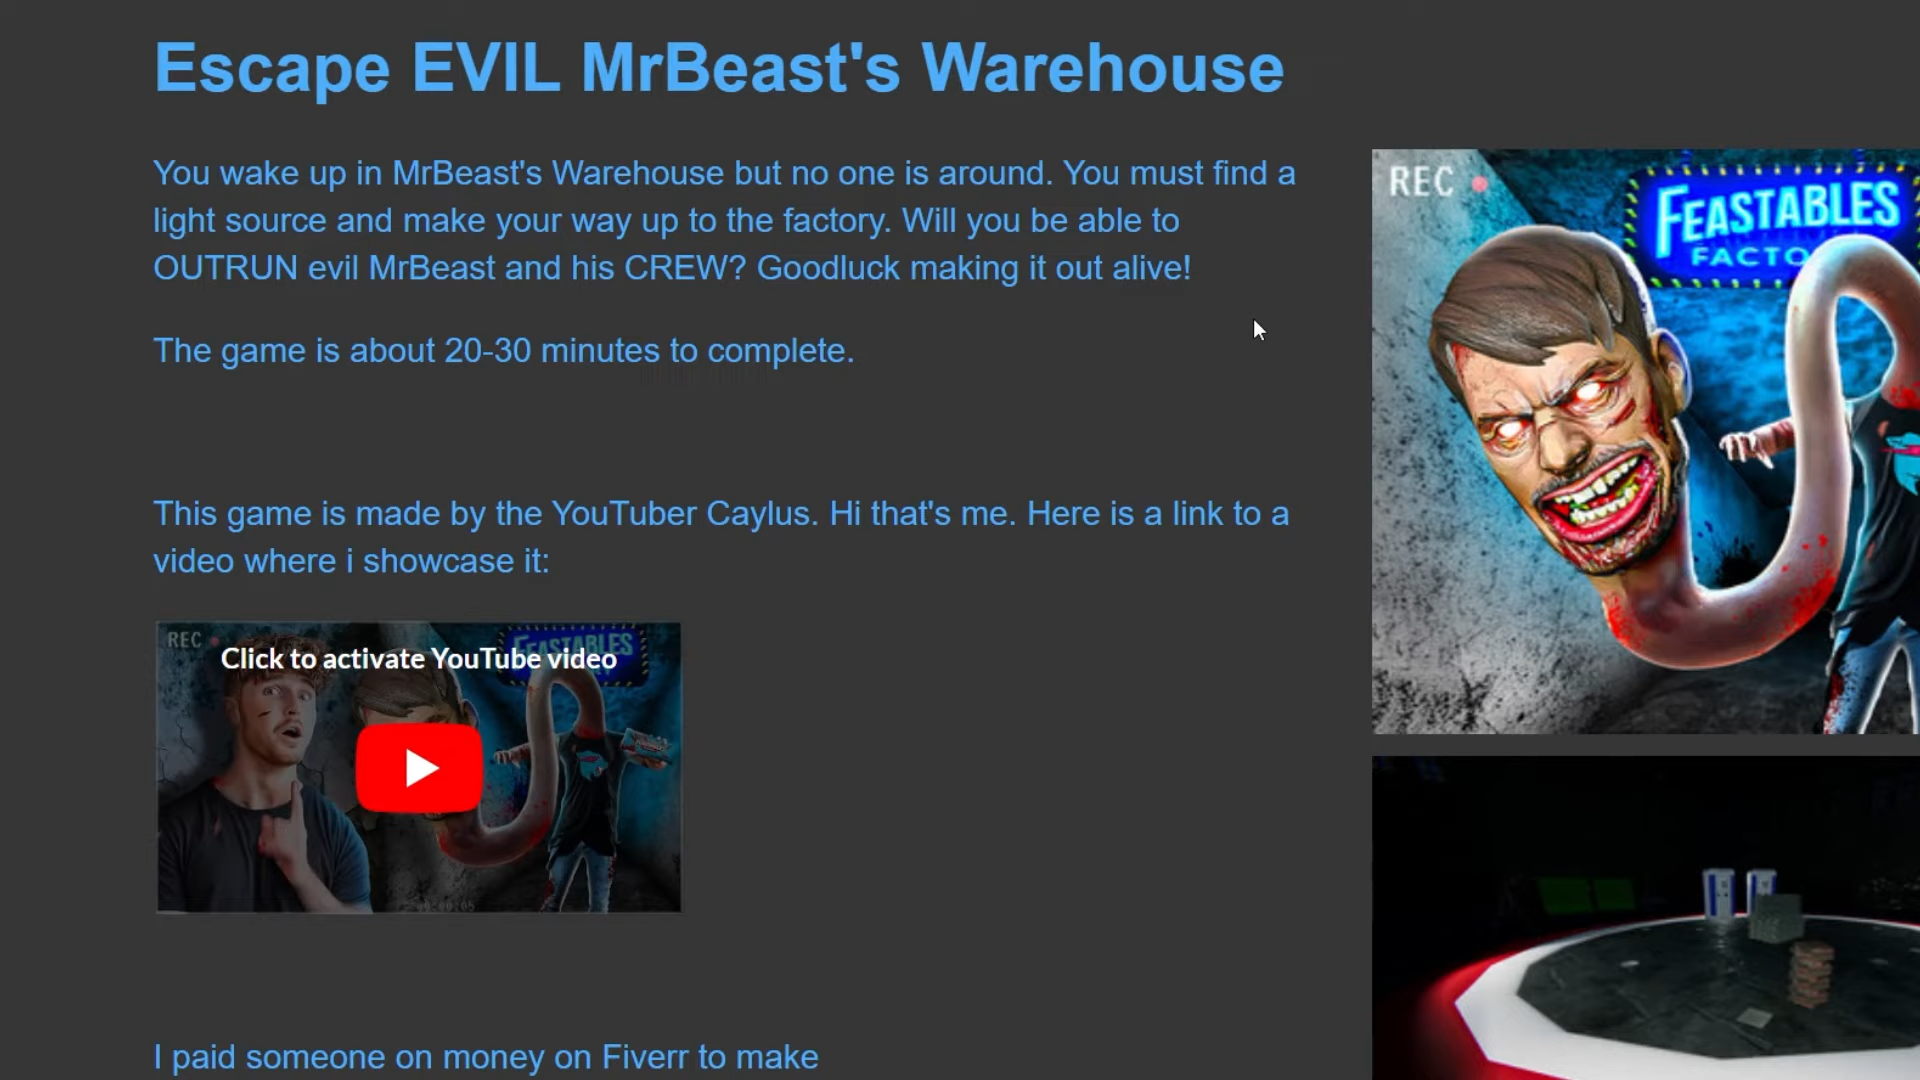 Escape EVIL MrBeast's Warehouse
You wake up in MrBeast's Warehouse but no one is around. You must find a
light source and make your way up to the factory. Will you be able to
OUTRUN evil MrBeast and his CREW? Goodluck making it out alive!
The game is about 20-30 minutes to complete.
This game is made by the YouTuber Caylus. Hi that's me. Here is a link to a
video where i showcase it:
REC
FEASTABLES
Click to activate YouTube video
I paid someone on money on Fiverr to make
REC
FEASTABLES
FACTO